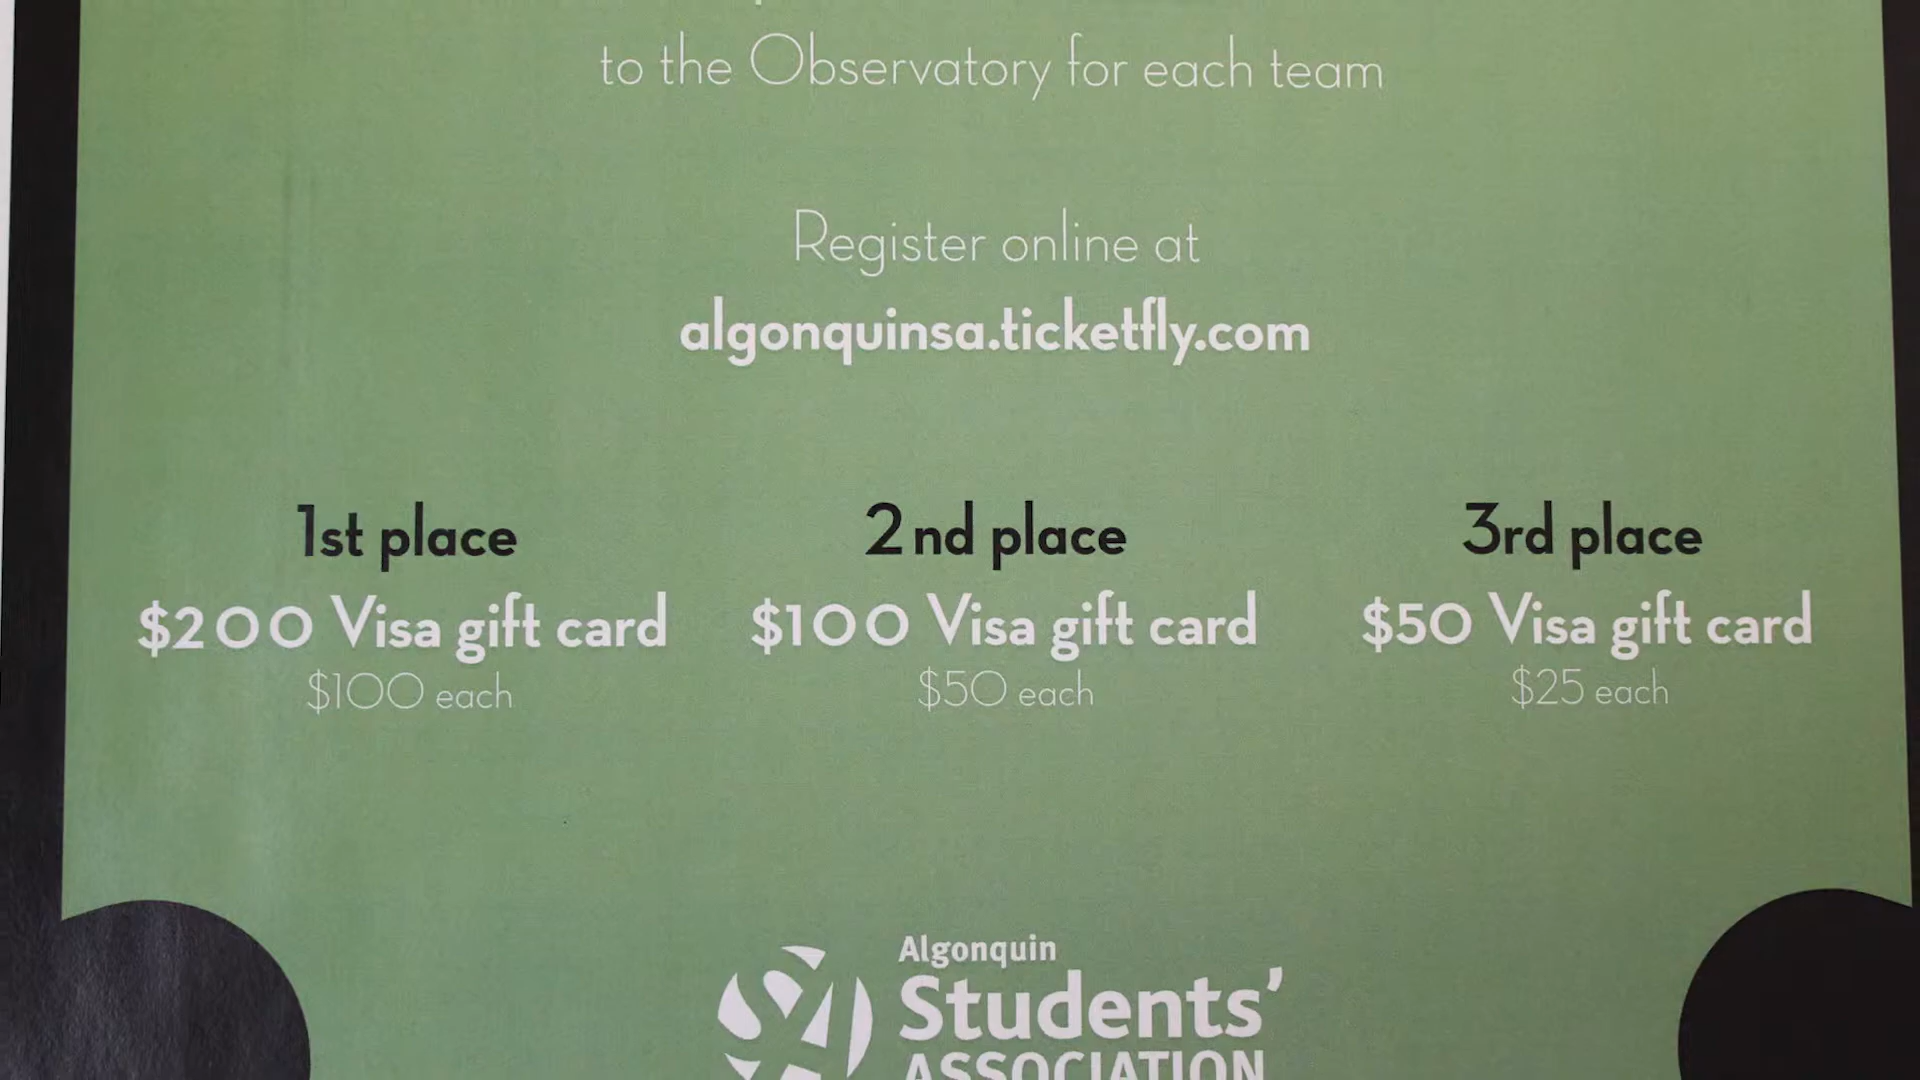 to the Observatory for each team
Register online at
algonquinsa.ticketfly.com
1st place
$200 Visa gift card
$100 each
2nd place
$100 Visa gift card
$50 each
3rd place
$50 Visa gift card
$25 each
Algonquin
Students'
ASSOCIATION